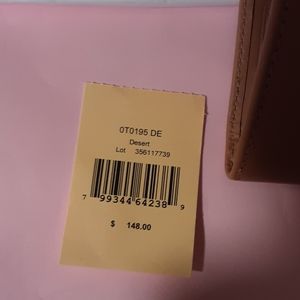 0T0195 DE
Desert
Lot 356117739
7 99344 64238 9
$ 148.00